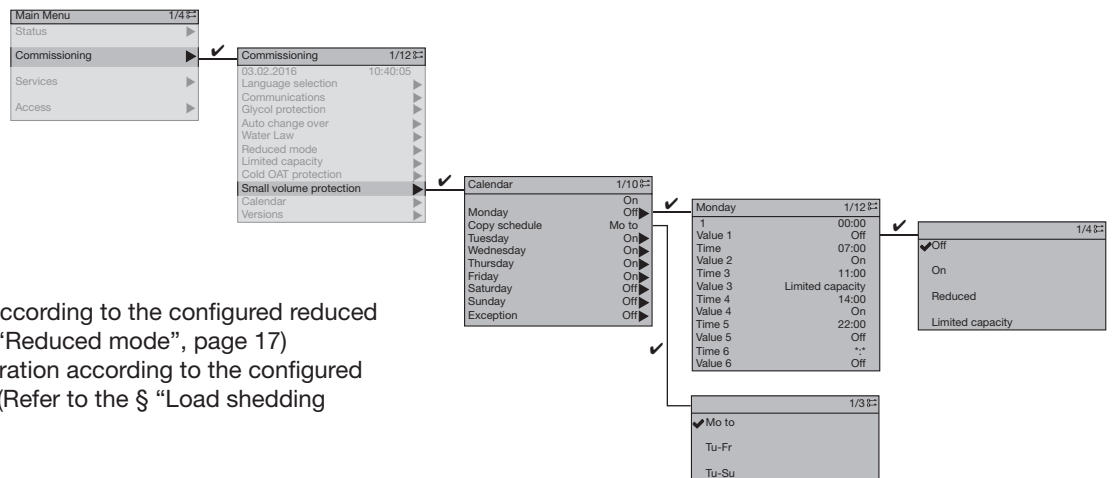 Main Menu 1/4
Status
Commissioning
Services
Access
Commissioning 1/12
03.02.2016 10:40:05
Language selection
Communications
Glycol protection
Auto change over
Water Law
Reduced mode
Limited capacity
Cold OAT protection
Small volume protection
Calendar
Versions
Calendar 1/10
On
Monday Off
Copy schedule Mo to
Tuesday On
Wednesday On
Thursday On
Friday On
Saturday Off
Sunday Off
Exception Off
Monday 1/12
1 00:00
Value 1 Off
Time 07:00
Value 2 On
Time 3 11:00
Value 3 Limited capacity
Time 4 14:00
Value 4 On
Time 5 22:00
Value 5 Off
Time 6 *:*
Value 6 Off
1/4
✔Off
On
Reduced
Limited capacity
1/3
✔Mo to
Tu-Fr
Tu-Su
ccording to the configured reduced
“Reduced mode”, page 17)
ration according to the configured
(Refer to the § “Load shedding